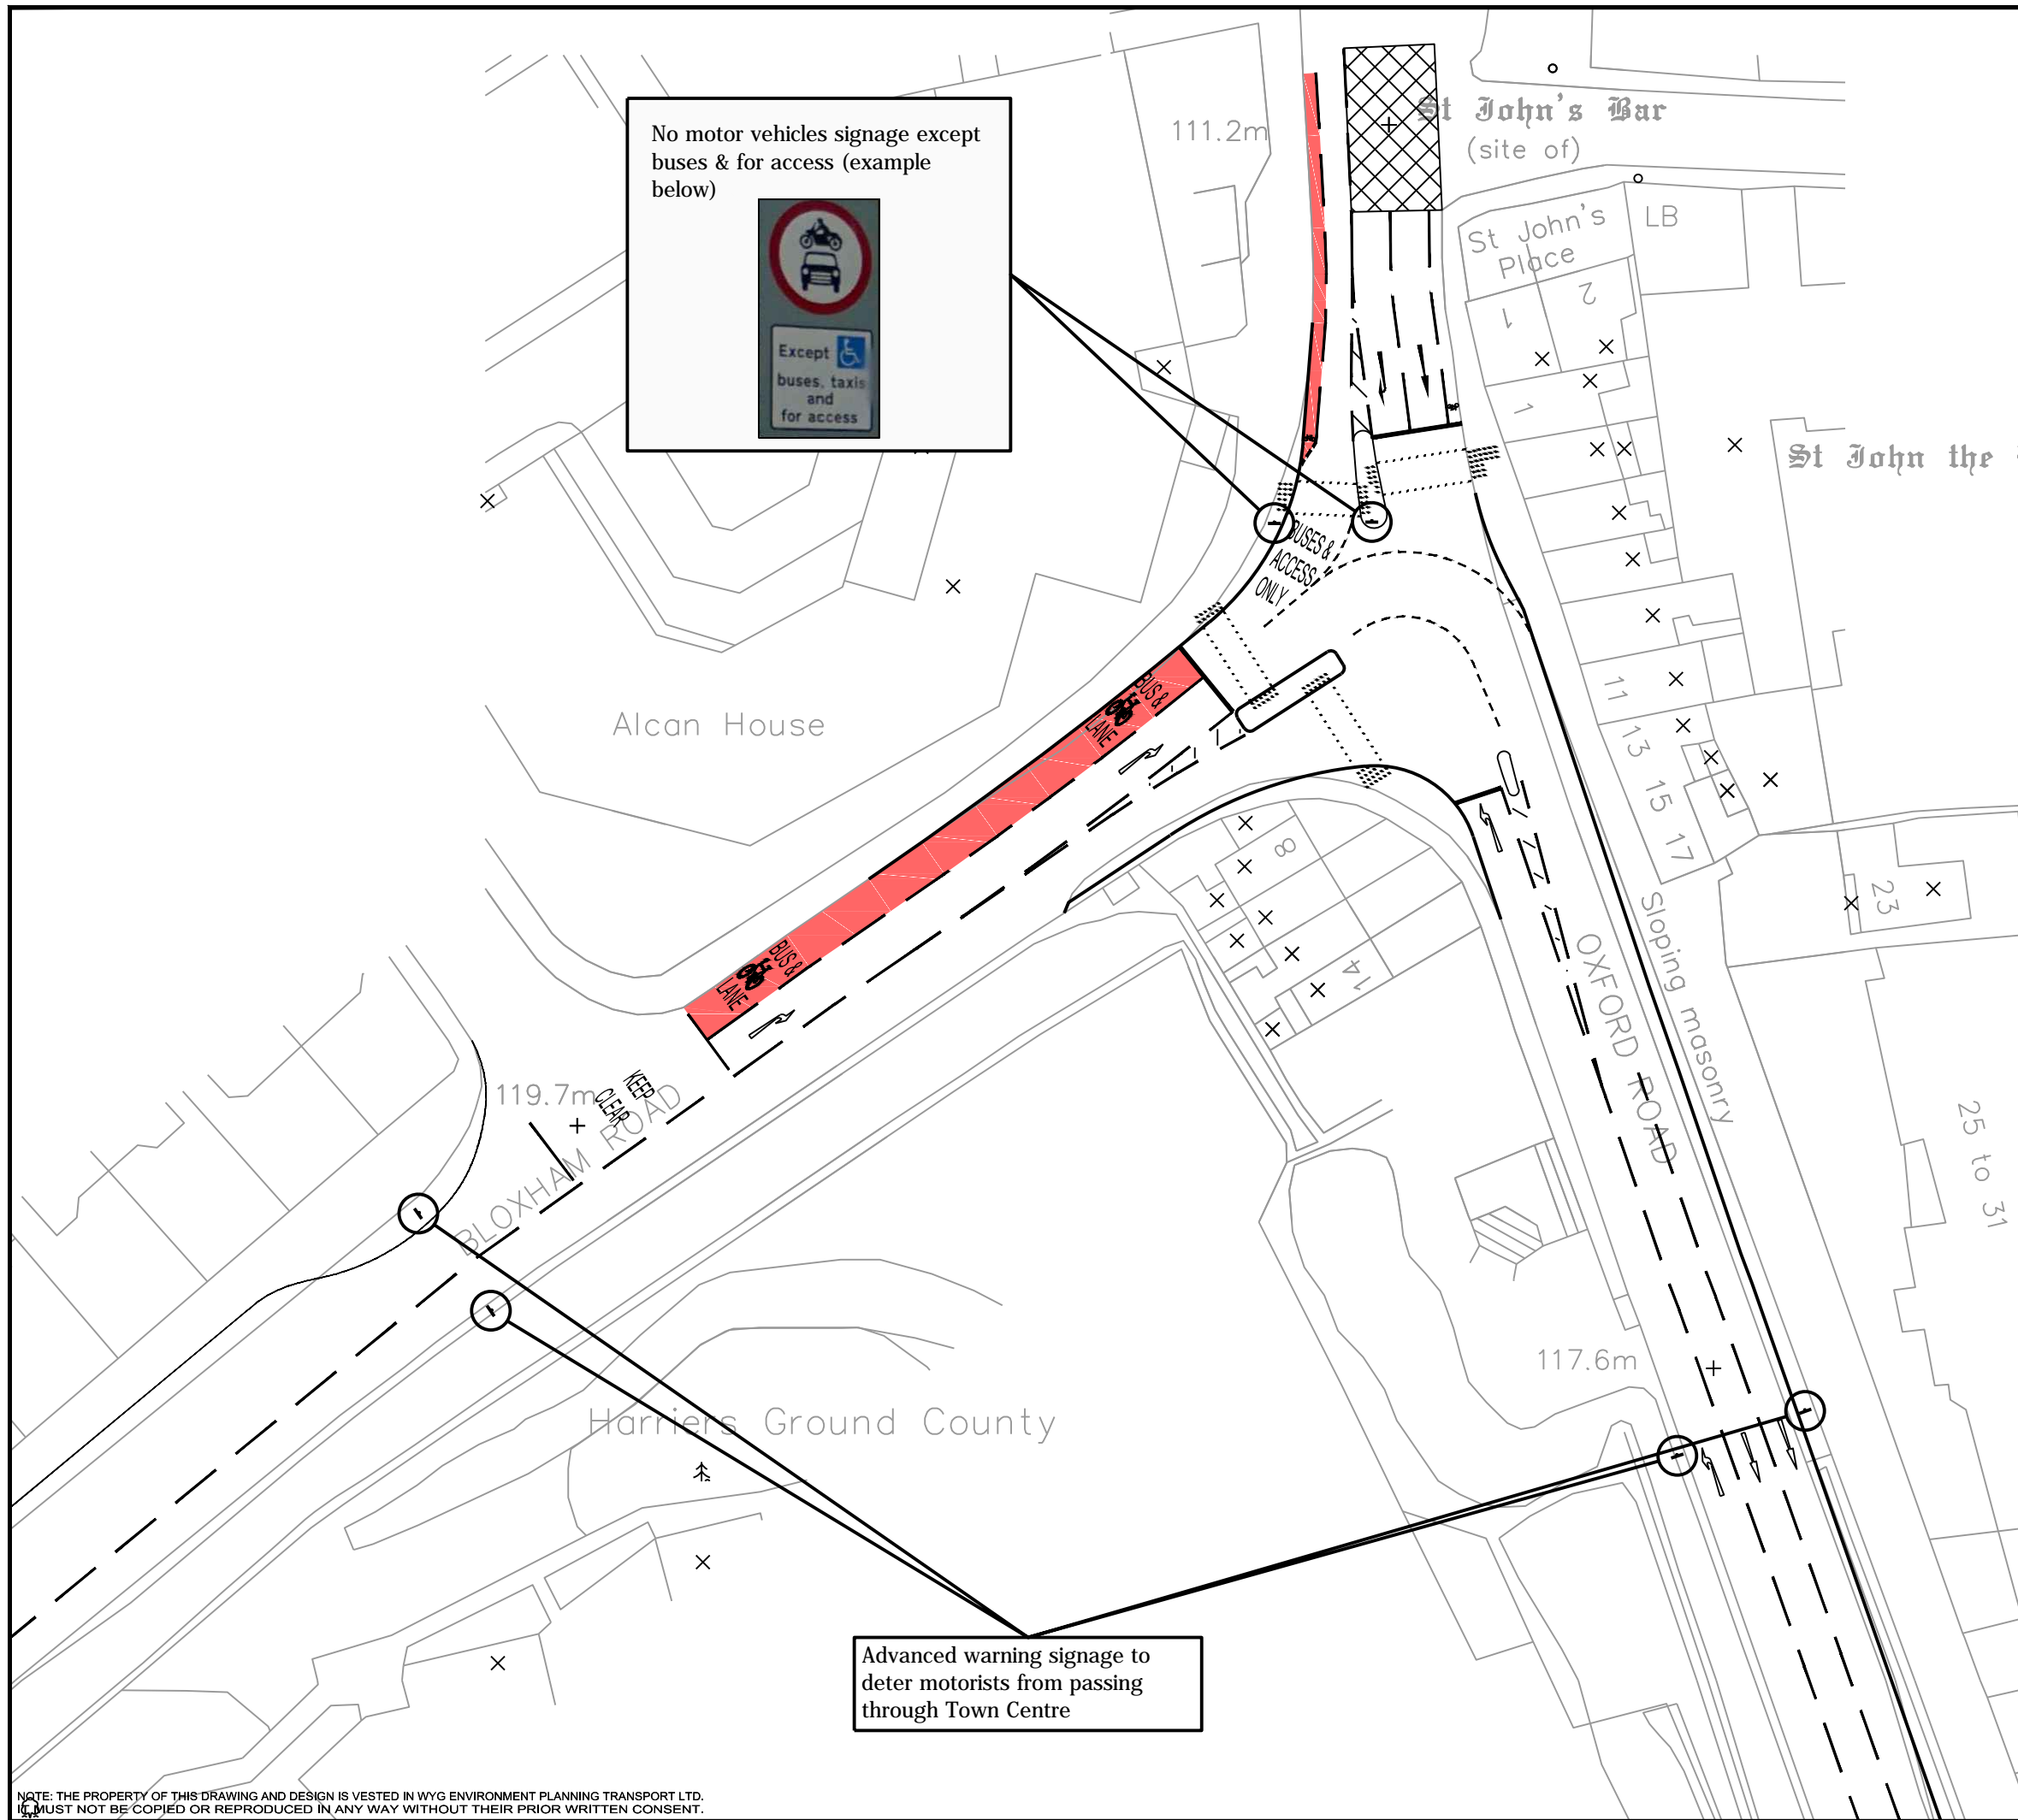 No motor vehicles signage except
buses & for access (example
below)
Except
buses, taxis
and
for access
111.2m
St John's Bar
(site of)
St John's
Place
LB
1
2
1
St John the
BUSES &
ACCESS
ONLY
11
13
15
17
23
25 to 31
Alcan House
BUS &
LANE
BUS &
LANE
8
14
Sloping masonry
OXFORD ROAD
119.7m
KEEP
CLEAR
BLOXHAM ROAD
117.6m
Harriers Ground County
Advanced warning signage to
deter motorists from passing
through Town Centre
NOTE: THE PROPERTY OF THIS DRAWING AND DESIGN IS VESTED IN WYG ENVIRONMENT PLANNING TRANSPORT LTD.
IT MUST NOT BE COPIED OR REPRODUCED IN ANY WAY WITHOUT THEIR PRIOR WRITTEN CONSENT.